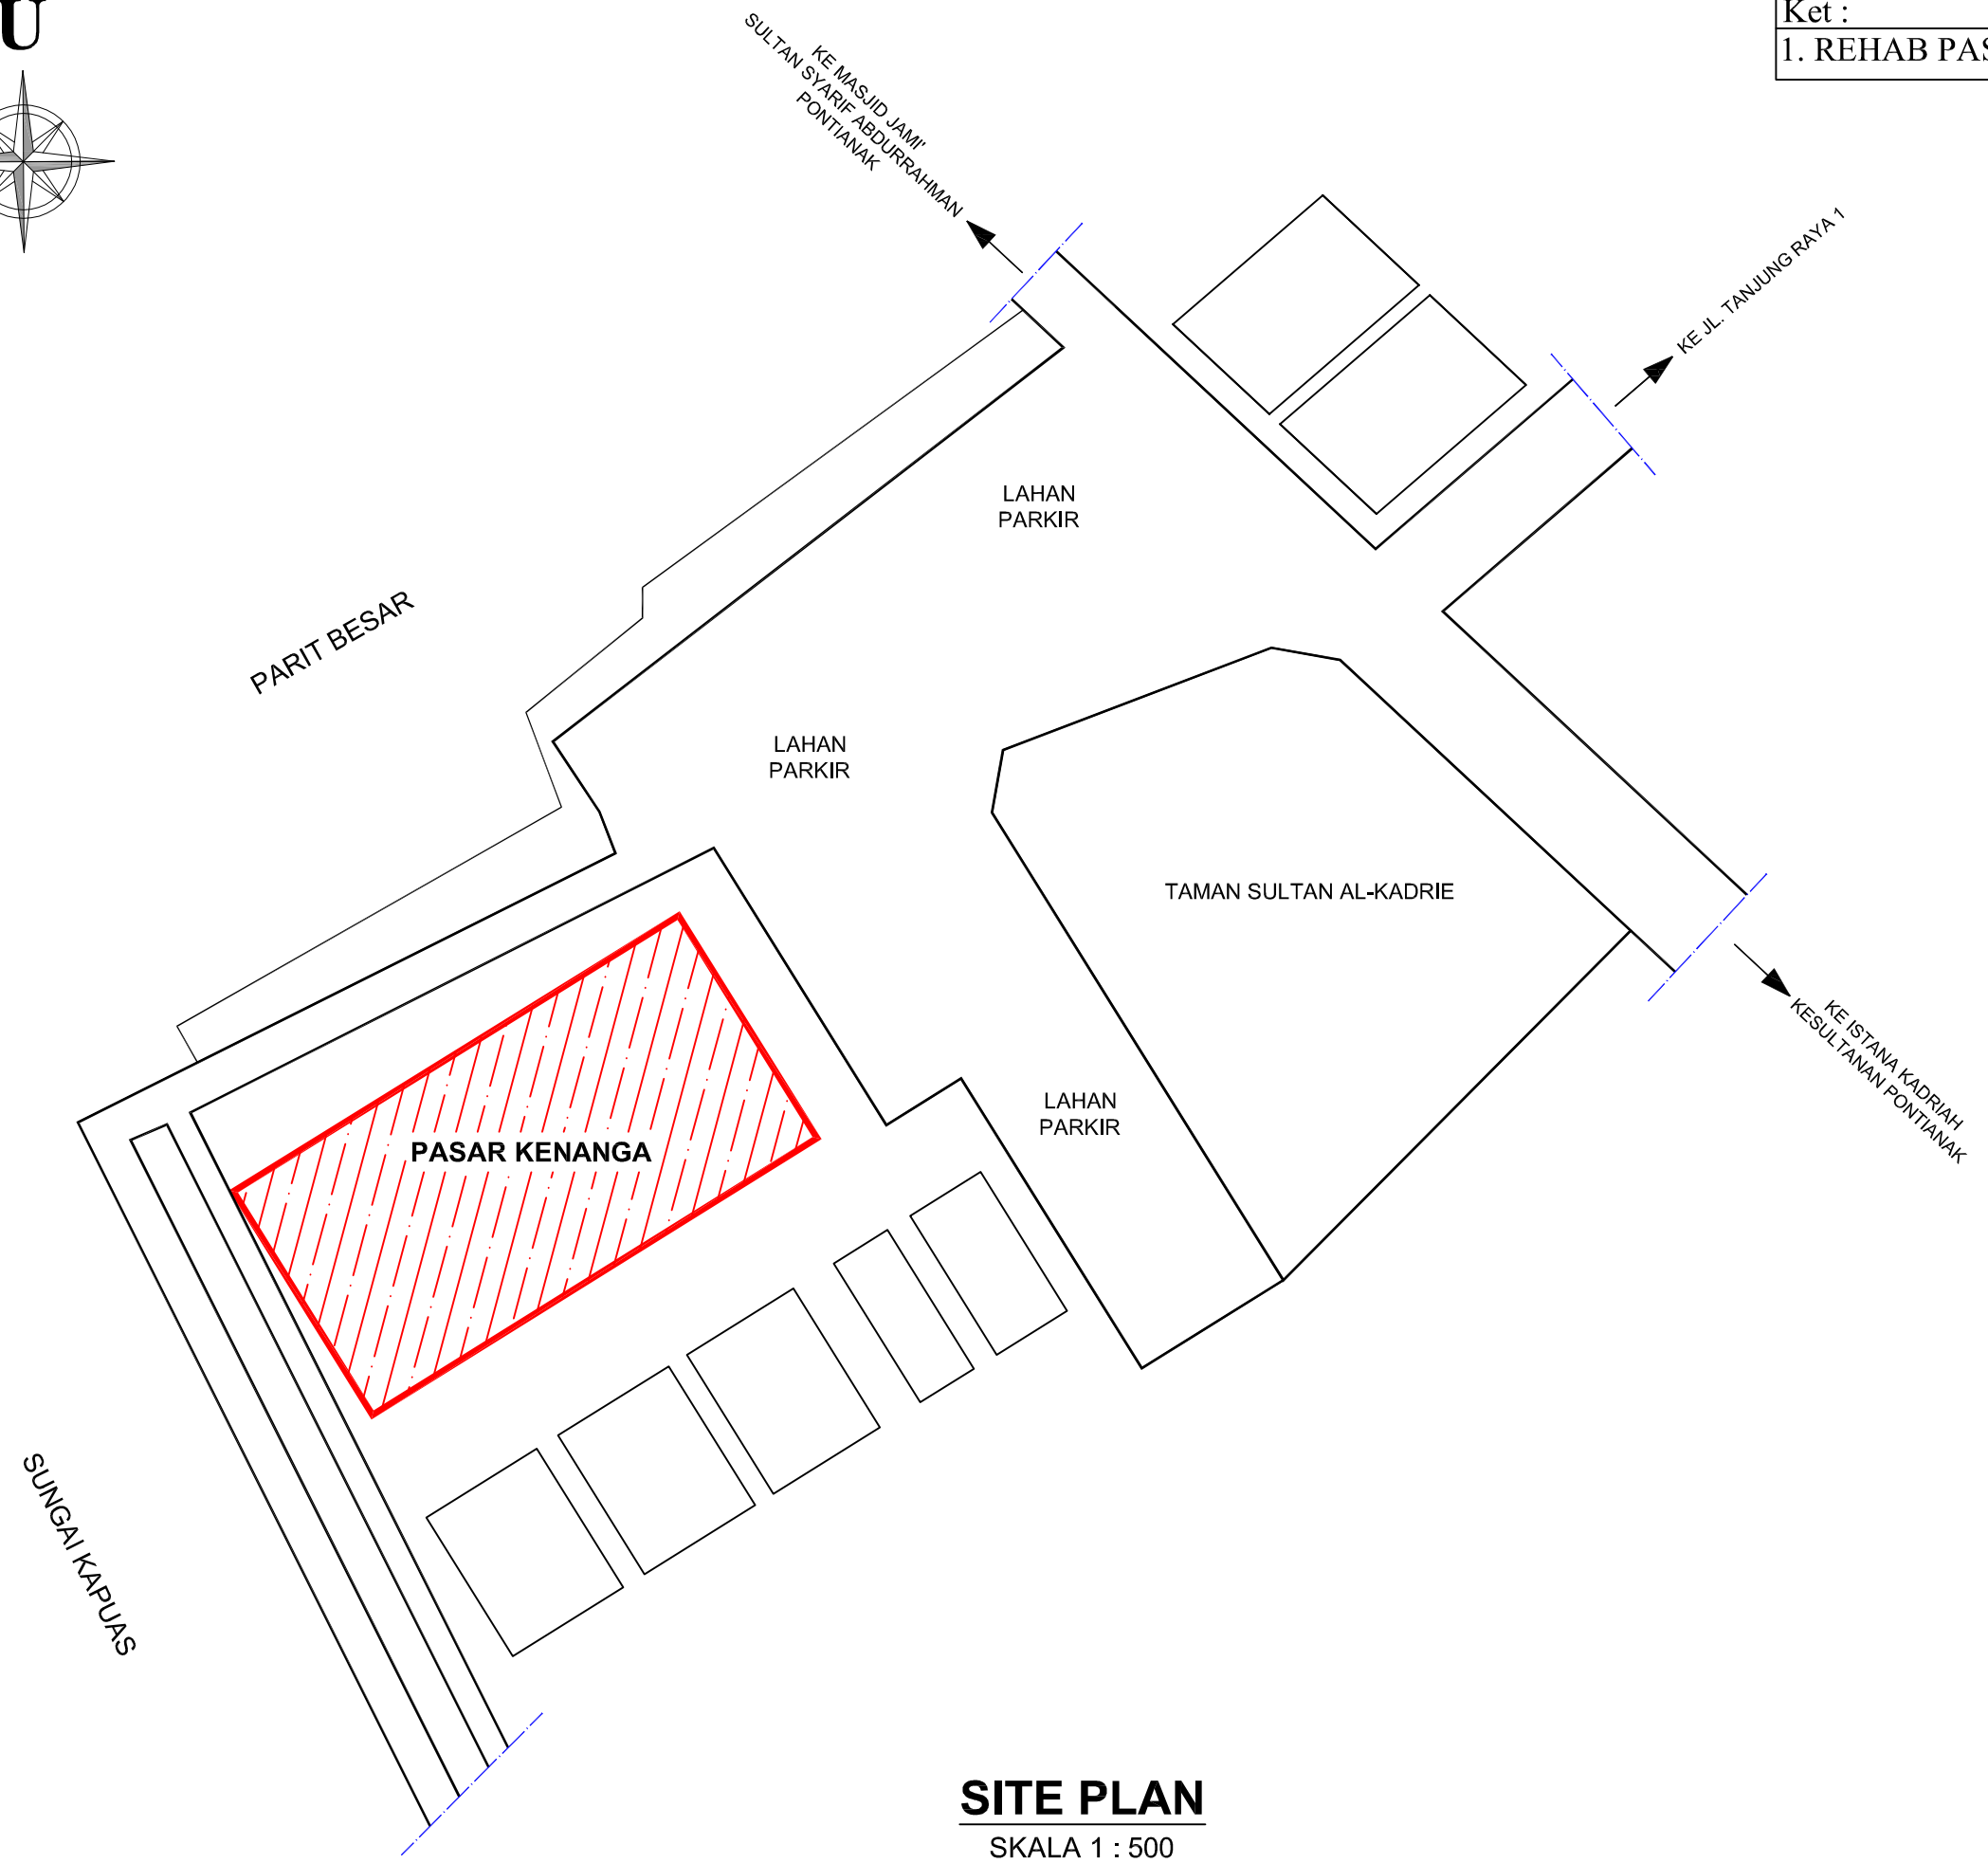 U
Ket :
1. REHAB PAS
KE MASJID JAMI'
SULTAN SYARIF ABDURRAHMAN
PONTIANAK
KE JL. TANJUNG RAYA 1
LAHAN
PARKIR
PARIT BESAR
LAHAN
PARKIR
TAMAN SULTAN AL-KADRIE
KE ISTANA KADRIAH
KESULTANAN PONTIANAK
LAHAN
PARKIR
PASAR KENANGA
SUNGAI KAPUAS
SITE PLAN
SKALA 1 : 500